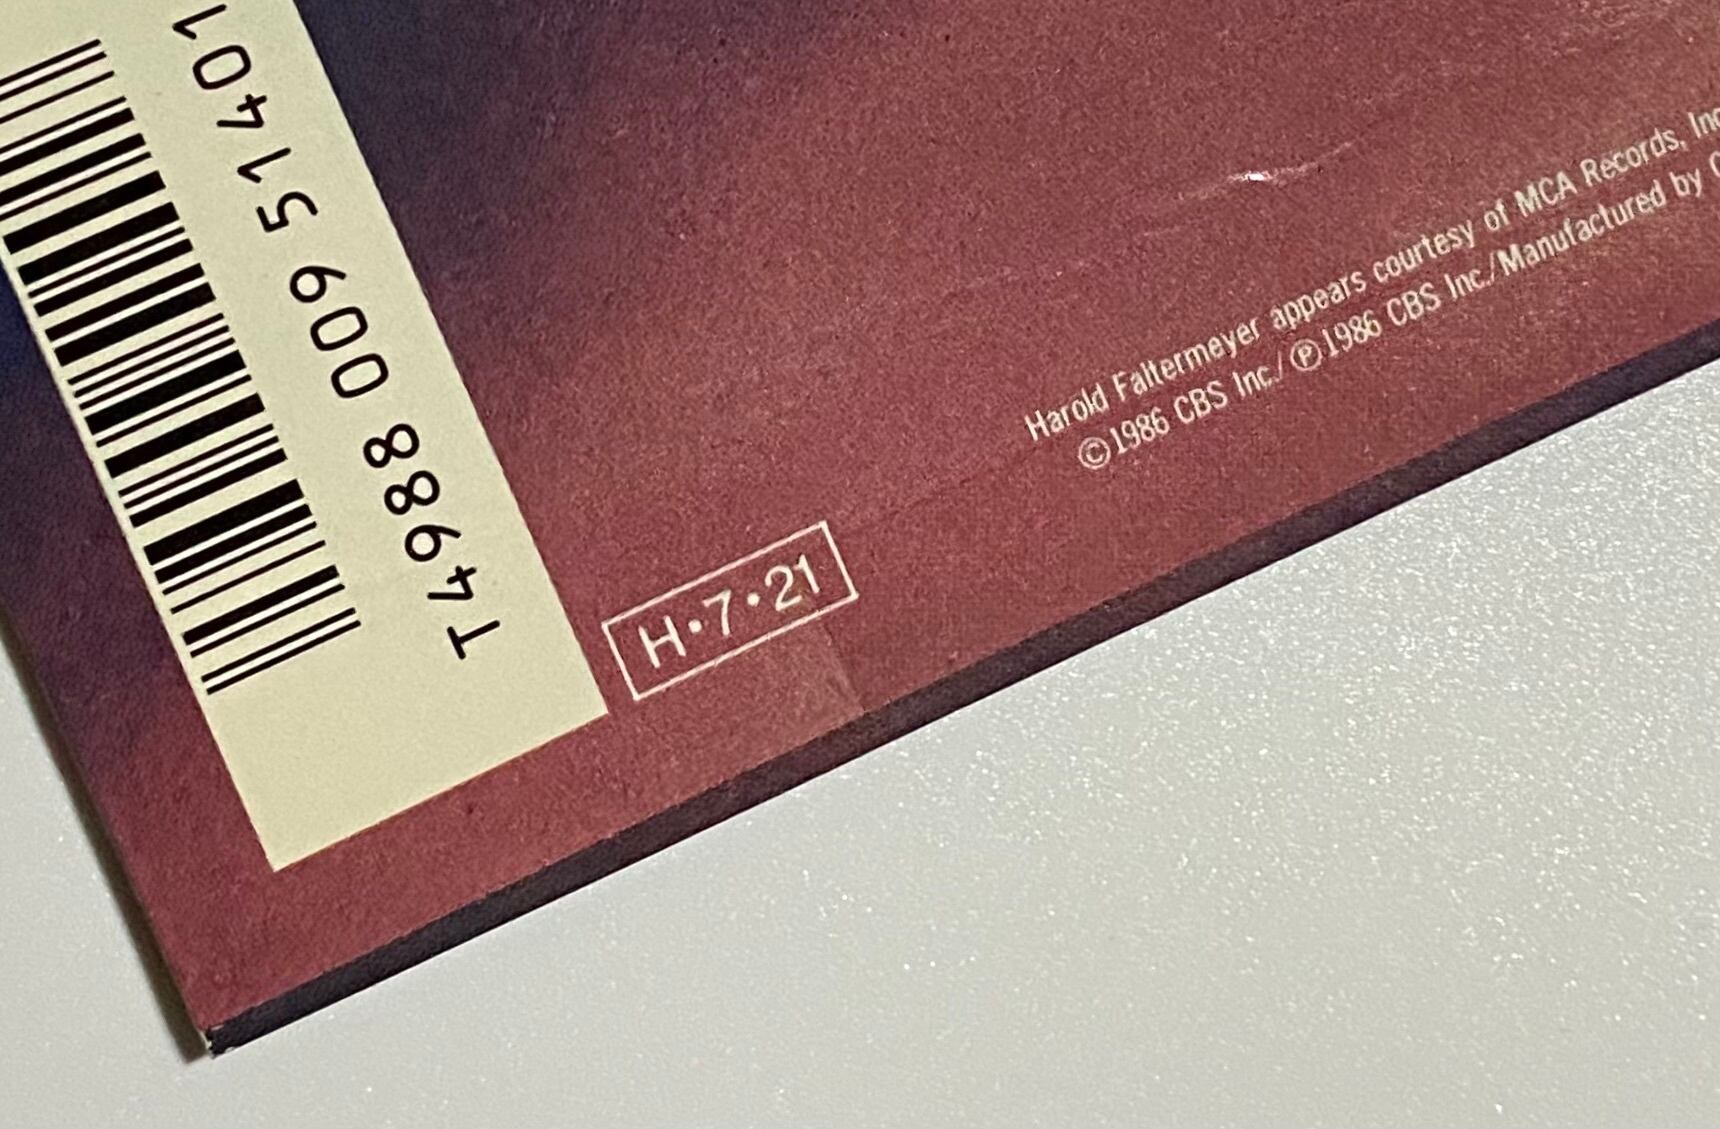 T4988 009 51401
H•7•21
Harold Faltermeyer appears courtesy of MCA Records, Inc
©1986 CBS Inc./℗1986 CBS Inc./Manufactured by